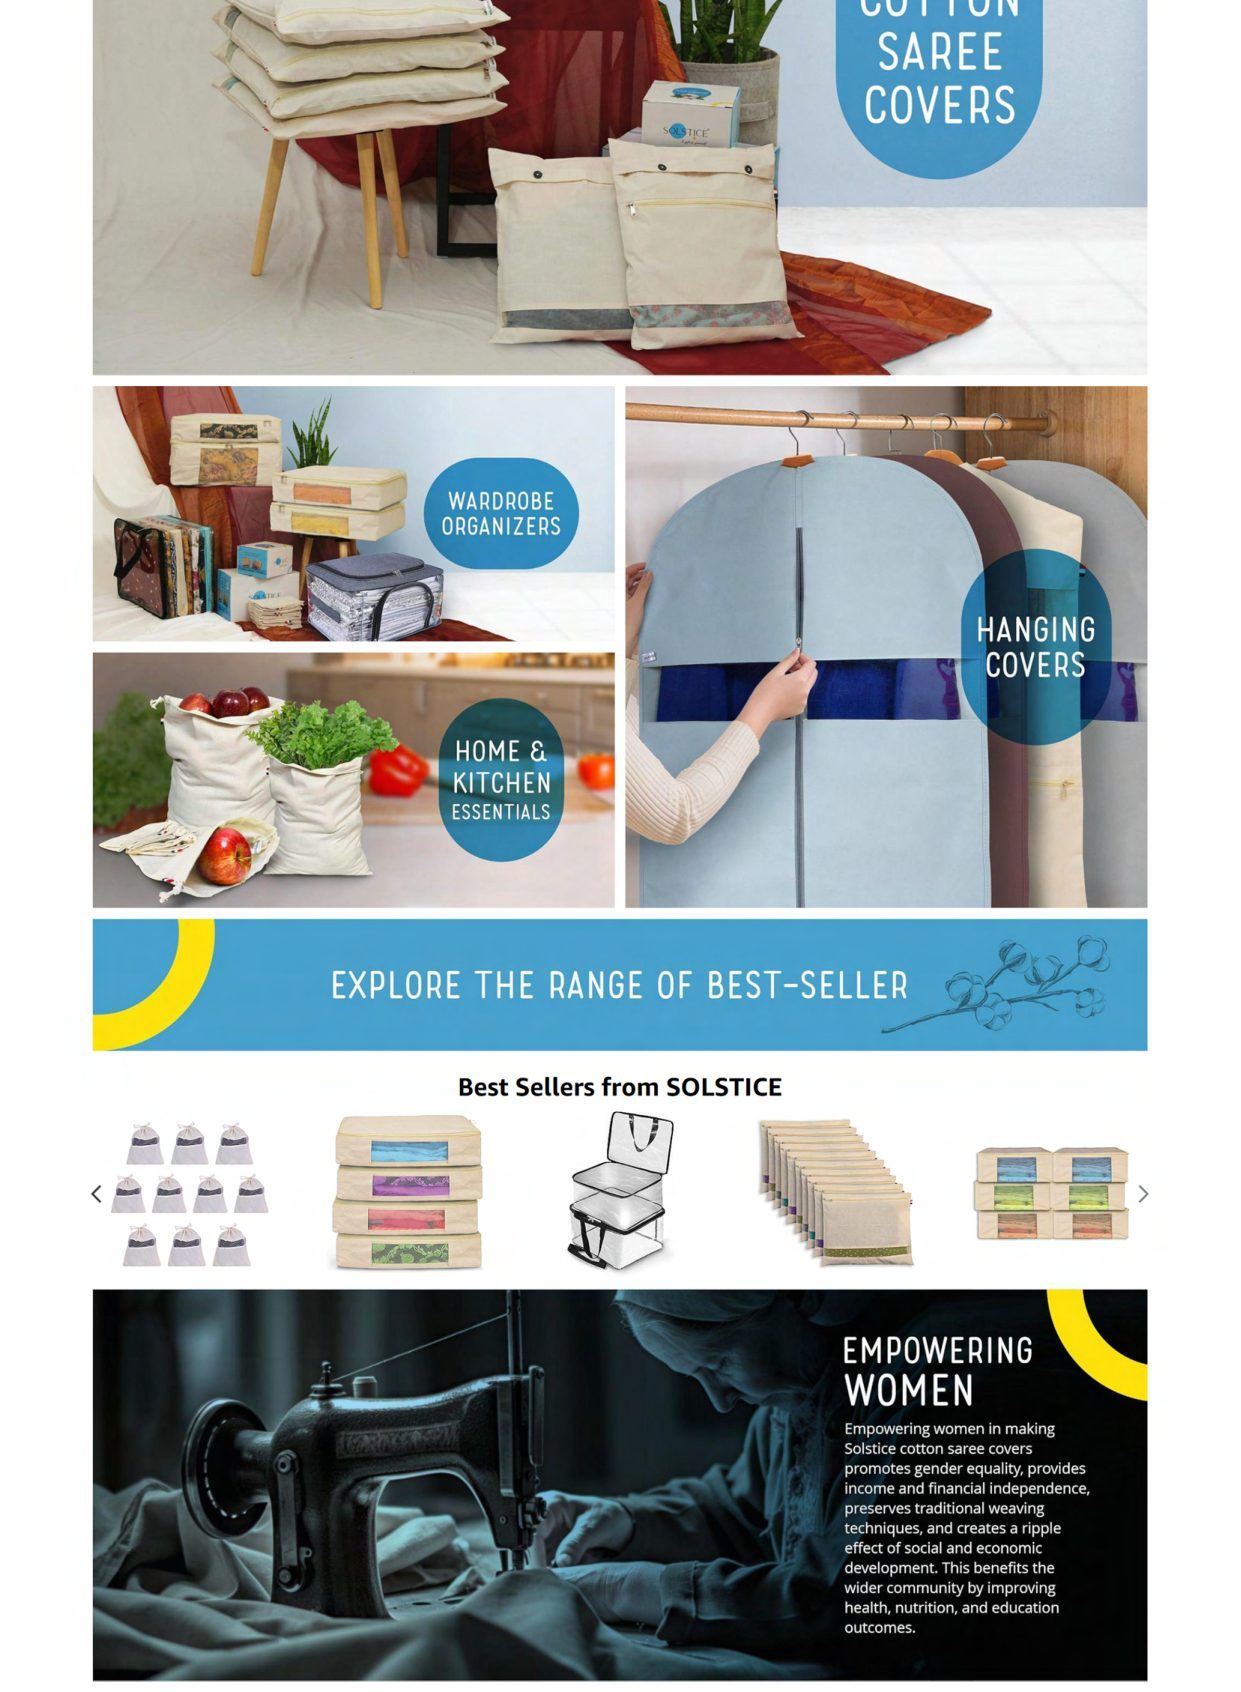 COTTON
SAREE
COVERS
SOLSTICE
WARDROBE
ORGANIZERS
SOLSTICE
HANGING
COVERS
HOME &
KITCHEN
ESSENTIALS
EXPLORE THE RANGE OF BEST-SELLER
Best Sellers from SOLSTICE
EMPOWERING
WOMEN
Empowering women in making
Solstice cotton saree covers
promotes gender equality, provides
income and financial independence,
preserves traditional weaving
techniques, and creates a ripple
effect of social and economic
development. This benefits the
wider community by improving
health, nutrition, and education
outcomes.